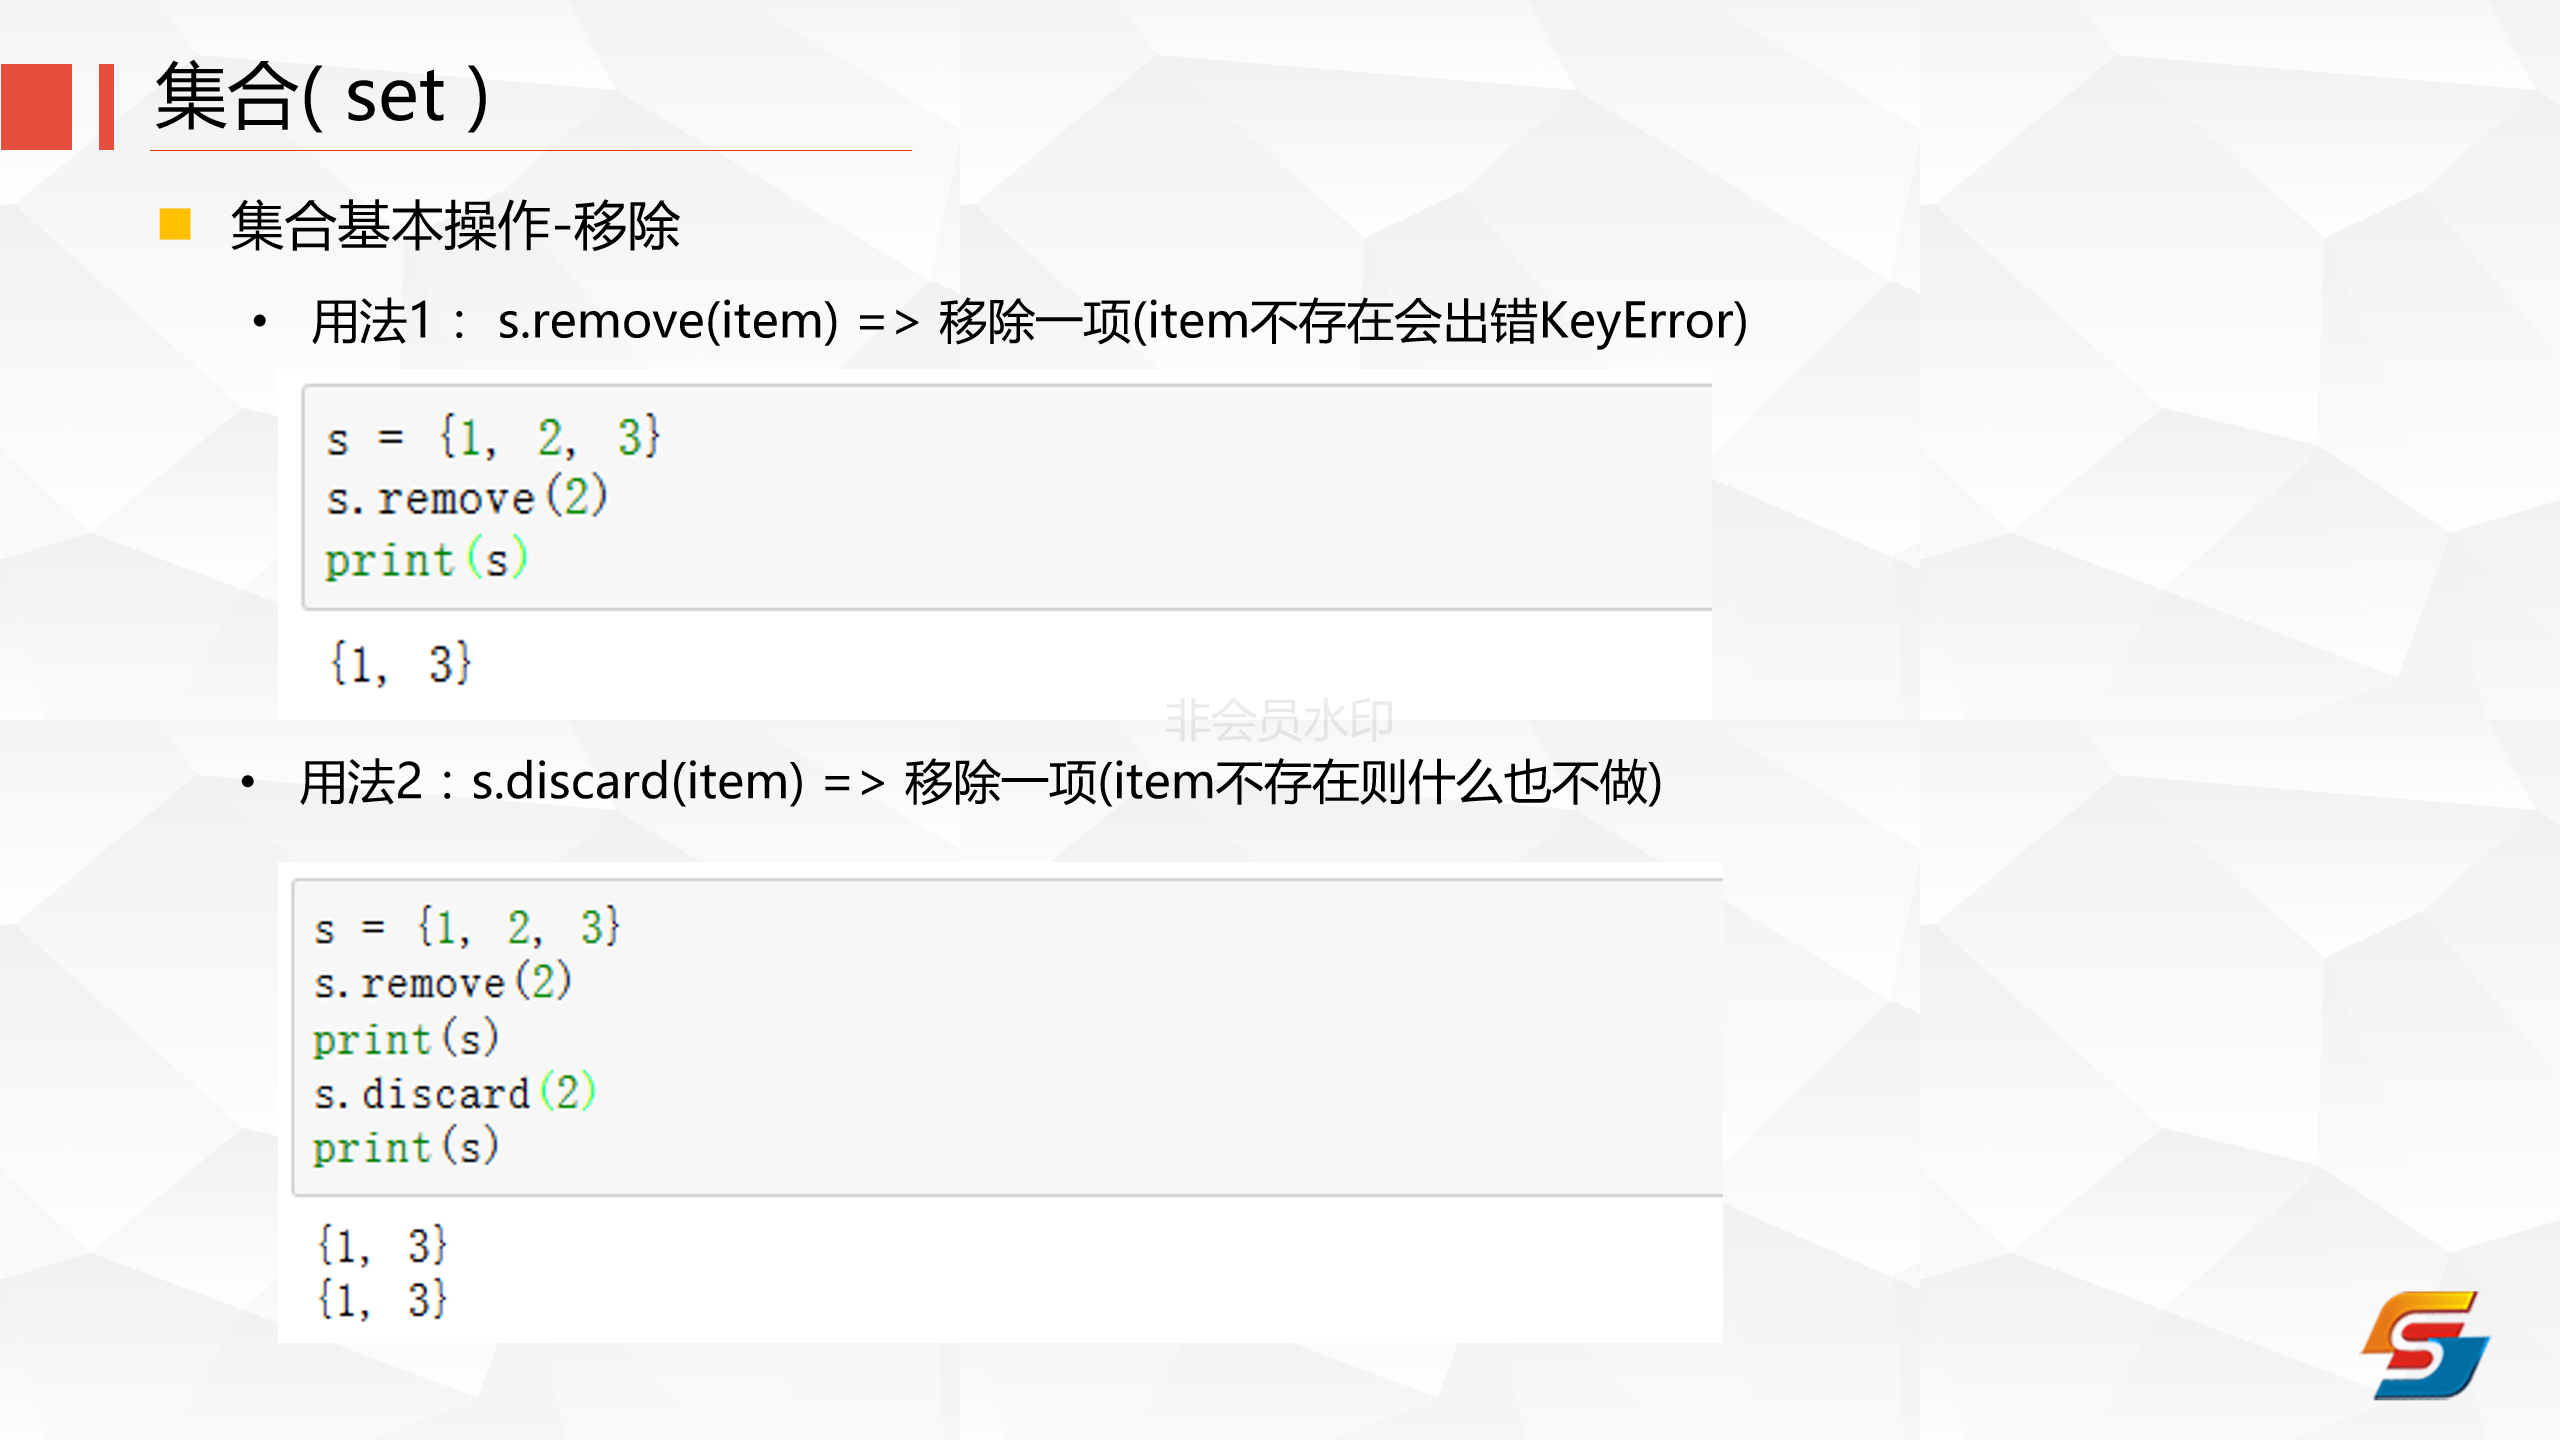 集合( set )
集合基本操作-移除
• 用法1： s.remove(item) => 移除一项(item不存在会出错KeyError)
s = {1, 2, 3}
s.remove(2)
print(s)
{1, 3}
非会员水印
• 用法2：s.discard(item) => 移除一项(item不存在则什么也不做)
s = {1, 2, 3}
s.remove(2)
print(s)
s.discard(2)
print(s)
{1, 3}
{1, 3}